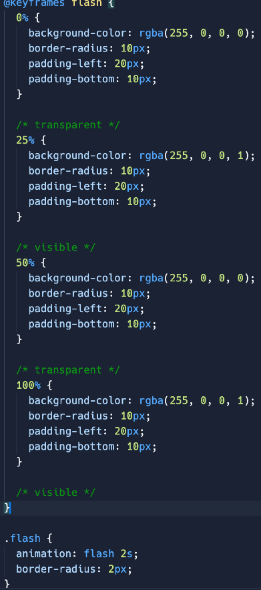 @keyframes flash {
0% {
background-color: rgba(255, 0, 0, 0);
border-radius: 10px;
padding-left: 20px;
padding-bottom: 10px;
}
/* transparent */
25% {
background-color: rgba(255, 0, 0, 1);
border-radius: 10px;
padding-left: 20px;
padding-bottom: 10px;
}
/* visible */
50% {
background-color: rgba(255, 0, 0, 0);
border-radius: 10px;
padding-left: 20px;
padding-bottom: 10px;
}
/* transparent */
100% {
background-color: rgba(255, 0, 0, 1);
border-radius: 10px;
padding-left: 20px;
padding-bottom: 10px;
}
/* visible */
}
.flash {
animation: flash 2s;
border-radius: 2px;
}